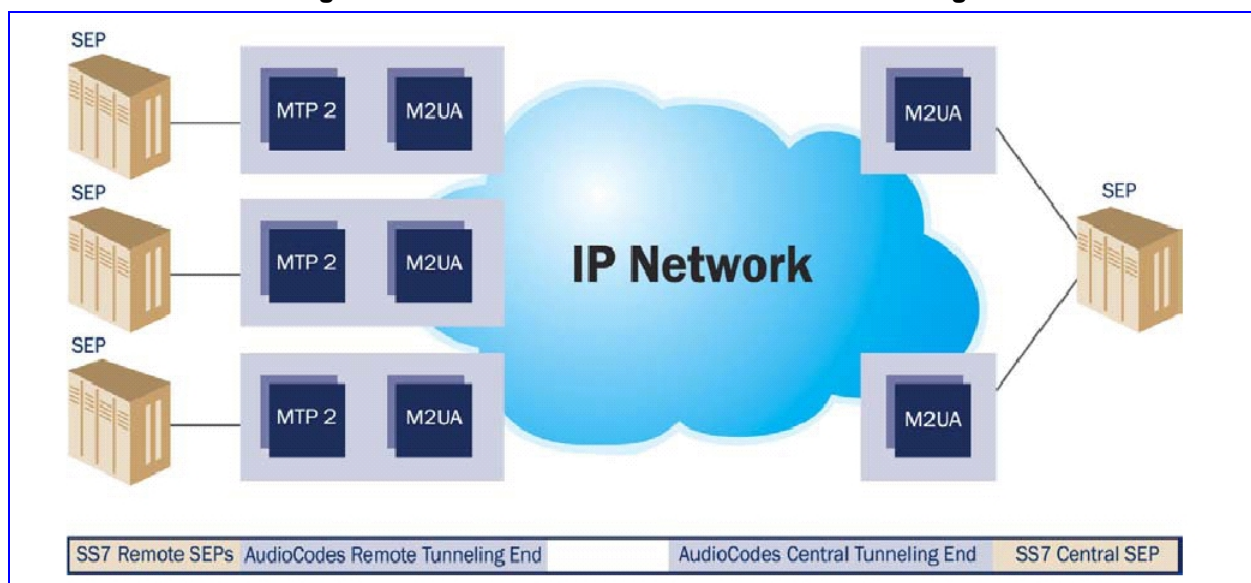 SEP
MTP 2
M2UA
SEP
MTP 2
M2UA
SEP
MTP 2
M2UA
IP Network
M2UA
SEP
M2UA
SS7 Remote SEPs
AudioCodes Remote Tunneling End
AudioCodes Central Tunneling End
SS7 Central SEP